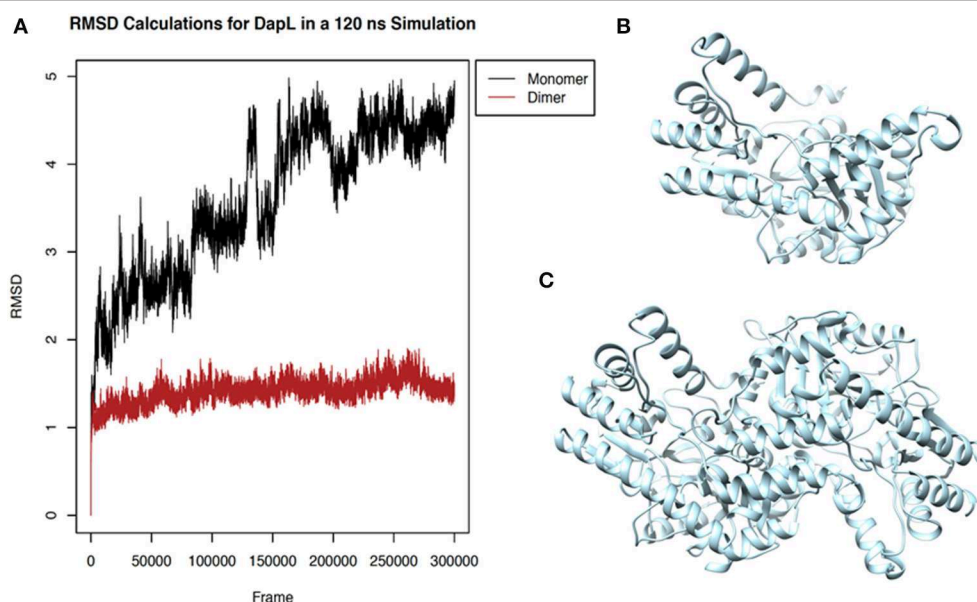 A
RMSD Calculations for DapL in a 120 ns Simulation
Monomer
Dimer
RMSD
5
4
3
2
1
0
0 50000 100000 150000 200000 250000 300000
Frame
B
C